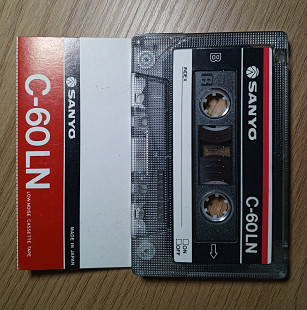 SANYO
C-60LN
LOW-NOISE CASSETTE TAPE
MADE IN JAPAN
B
INDEX
SANYO
C-60LN
ON
OFF